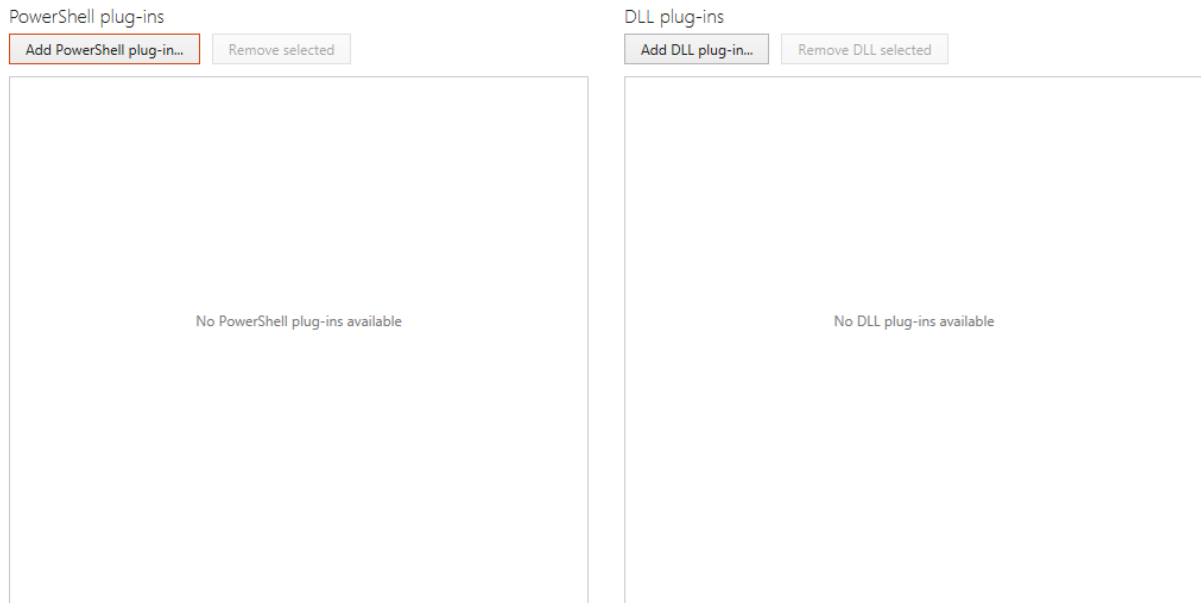 PowerShell plug-ins
Add PowerShell plug-in...
Remove selected
No PowerShell plug-ins available
DLL plug-ins
Add DLL plug-in...
Remove DLL selected
No DLL plug-ins available